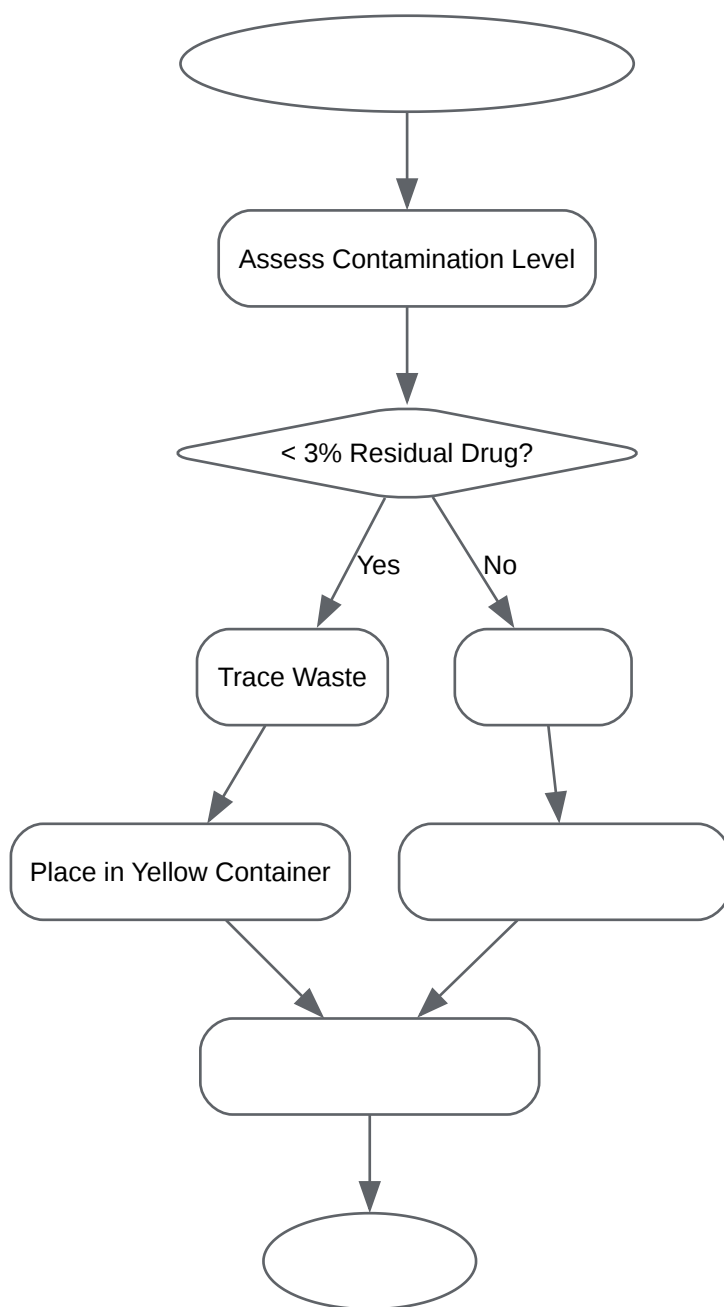 Assess Contamination Level
< 3% Residual Drug?
Yes
No
Trace Waste
Place in Yellow Container